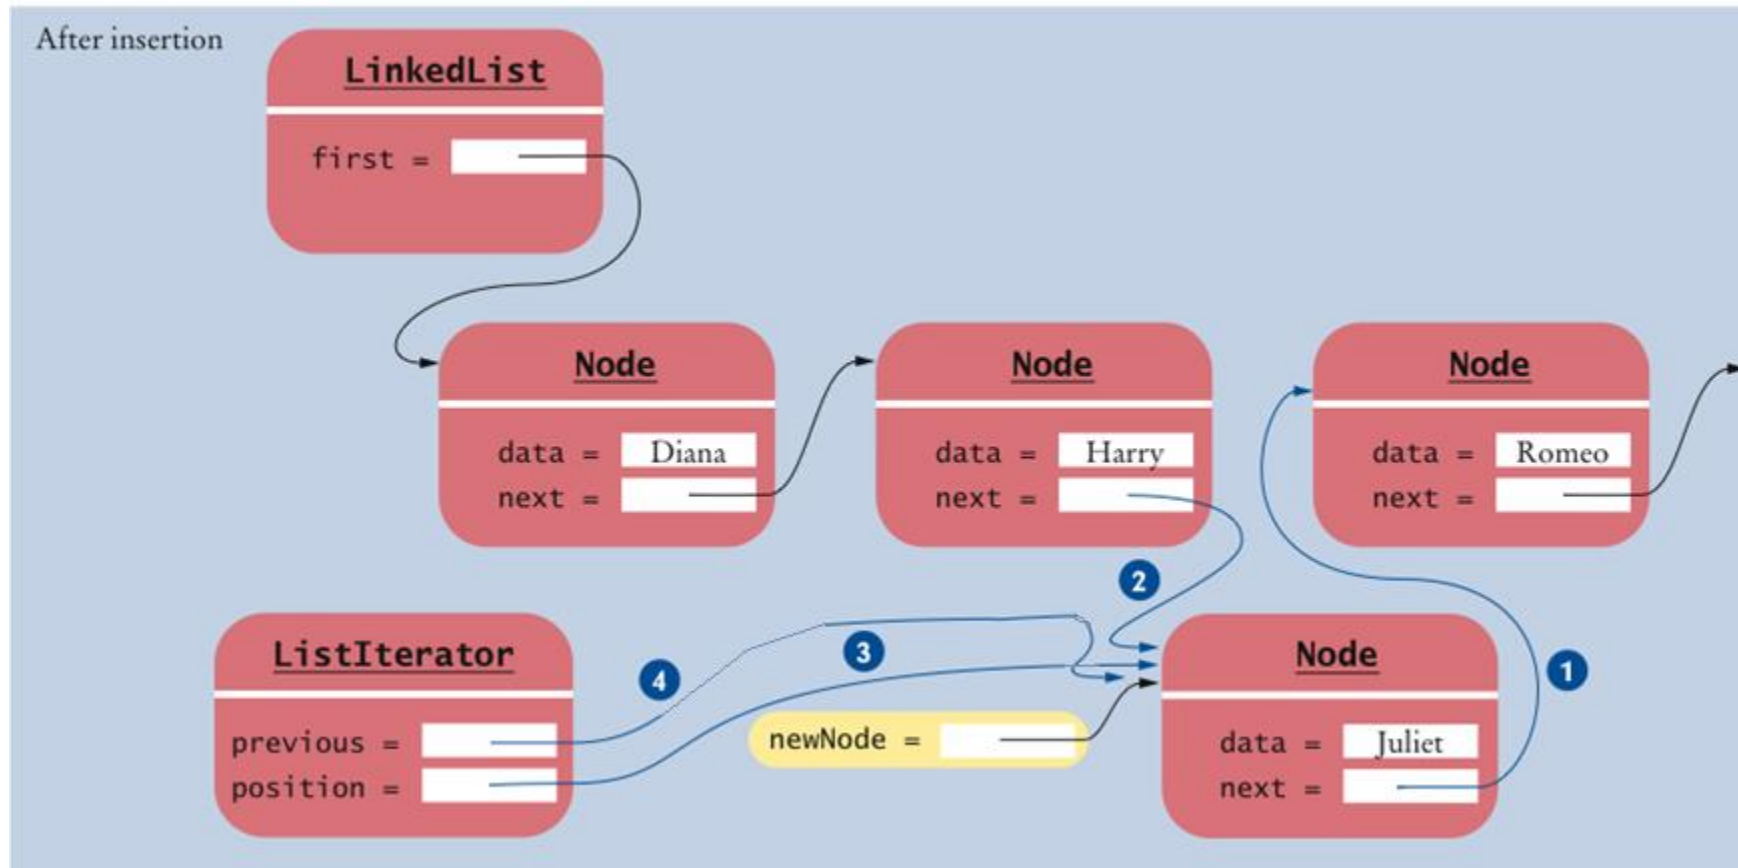 After insertion
LinkedList
first =
Node
data = Diana
next =
Node
data = Harry
next =
Node
data = Romeo
next =
2
ListIterator
previous =
position =
4
3
newNode =
Node
data = Juliet
next =
1